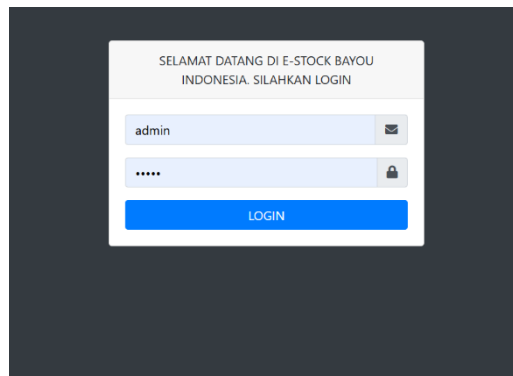 SELAMAT DATANG DI E-STOCK BAYOU
INDONESIA. SILAHKAN LOGIN
admin
•••••
LOGIN